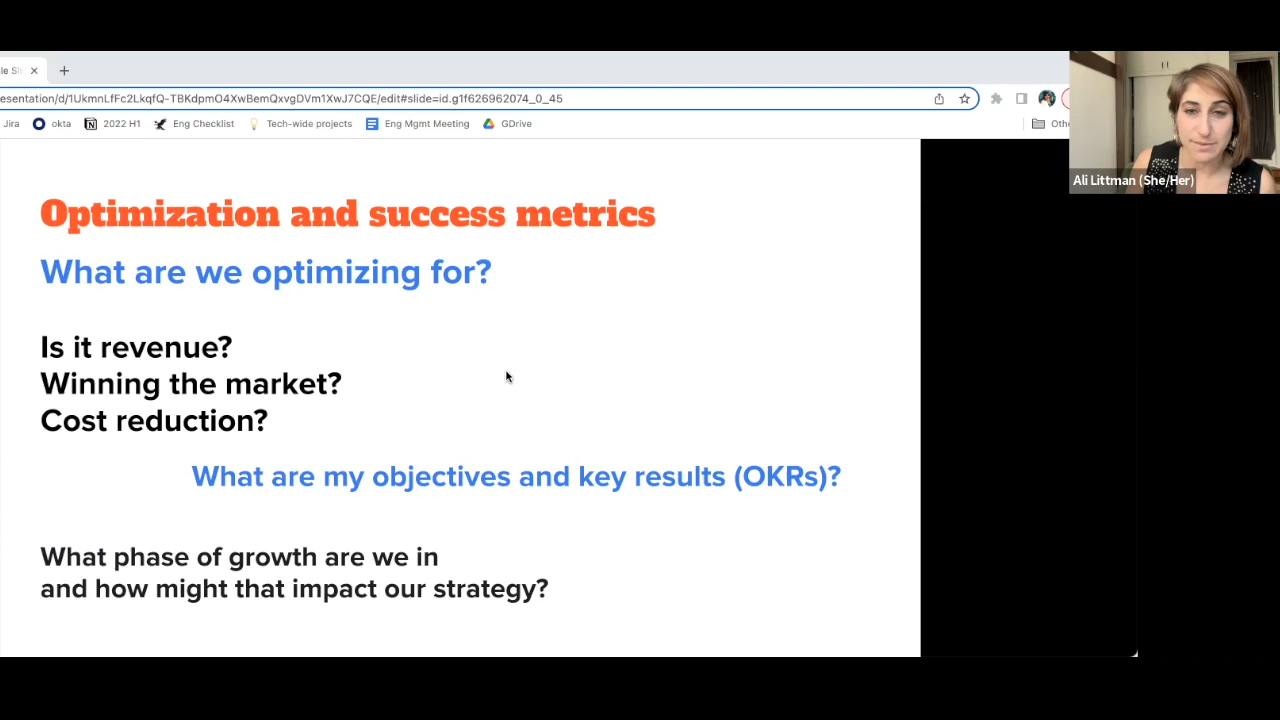 le Sli
esentation/d/1UkmnLfFc2LkqfQ-TBKdpmO4XwBemQxvgDVm1XwJ7CQE/edit#slide=id.g1f626962074_0_45
Jira okta 2022 H1 Eng Checklist Tech-wide projects Eng Mgmt Meeting GDrive Othe
Ali Littman (She/Her)
Optimization and success metrics
What are we optimizing for?
Is it revenue?
Winning the market?
Cost reduction?
What are my objectives and key results (OKRs)?
What phase of growth are we in
and how might that impact our strategy?